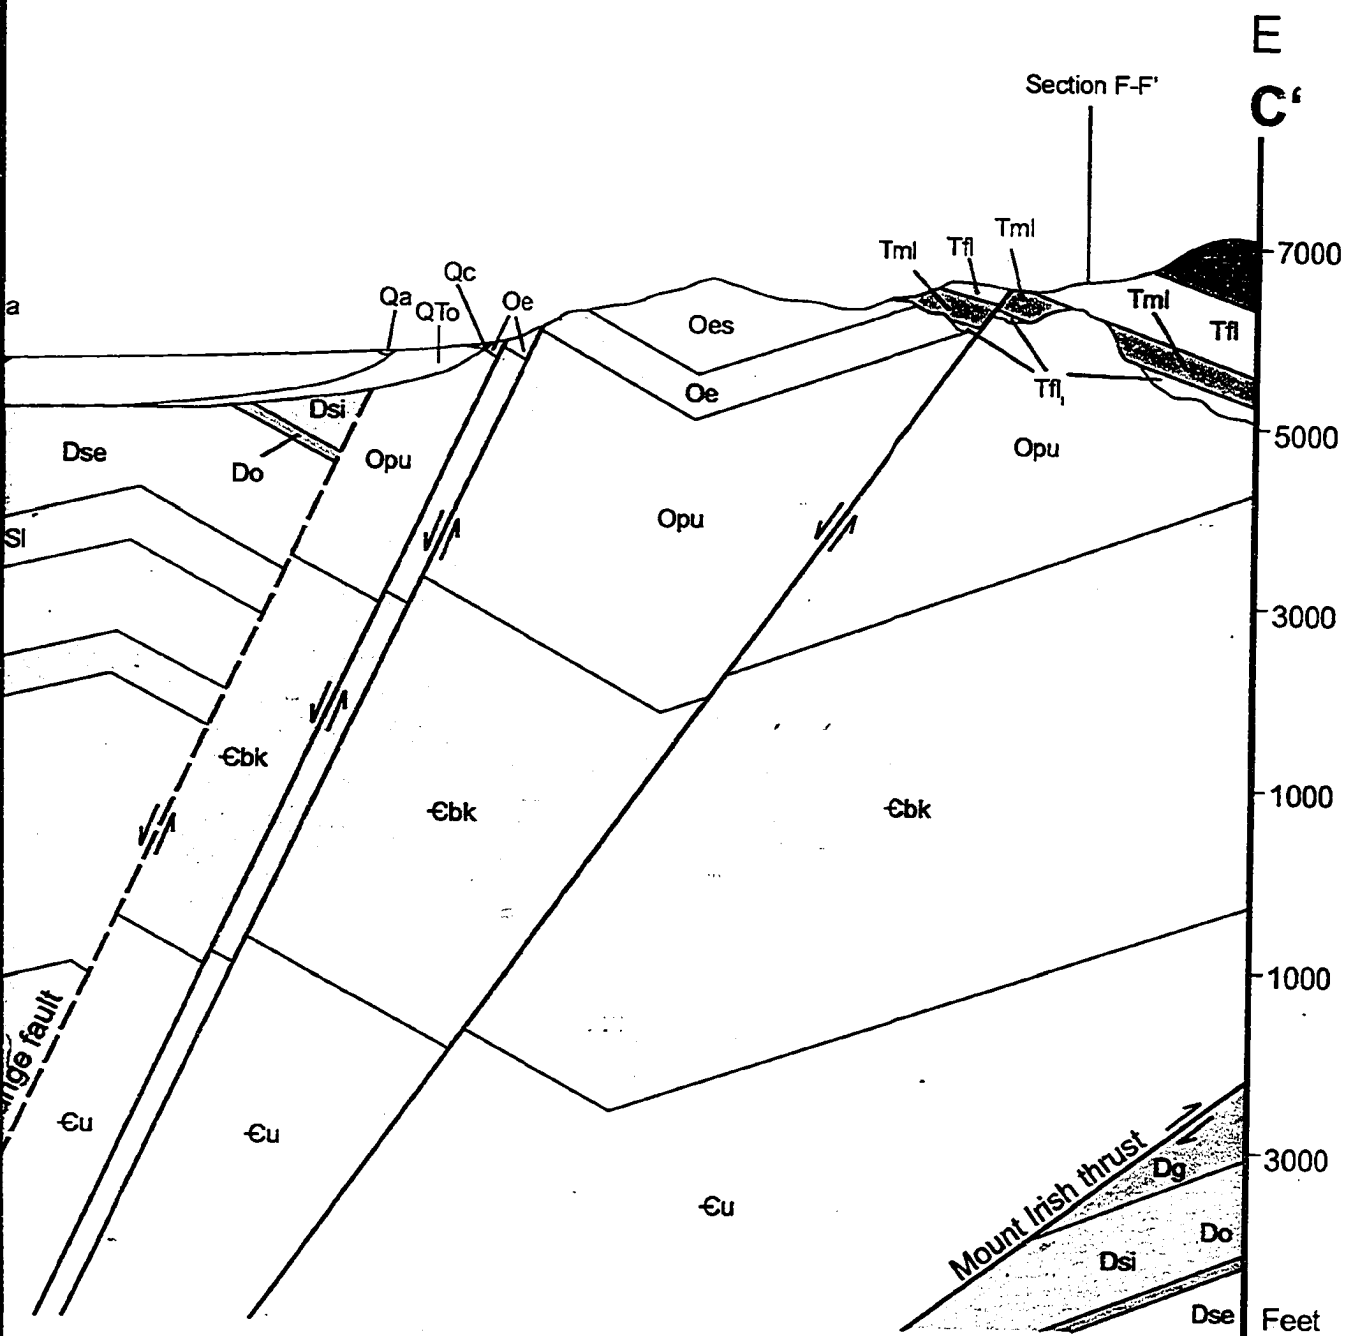 E
Section F-F'
C'
Tml
Tfl
Tml
7000
Qc
Qa
QTo
Oe
a
Oes
Tml
Tfl
Oe
Tfl,
Dsi
5000
Dse
Do
Opu
Opu
Opu
Sl
3000
Єbk
Єbk
Єbk
1000
1000
ange fault
Єu
Єu
Єu
Mount Irish thrust
Dg
3000
Do
Dsi
Dse
Feet